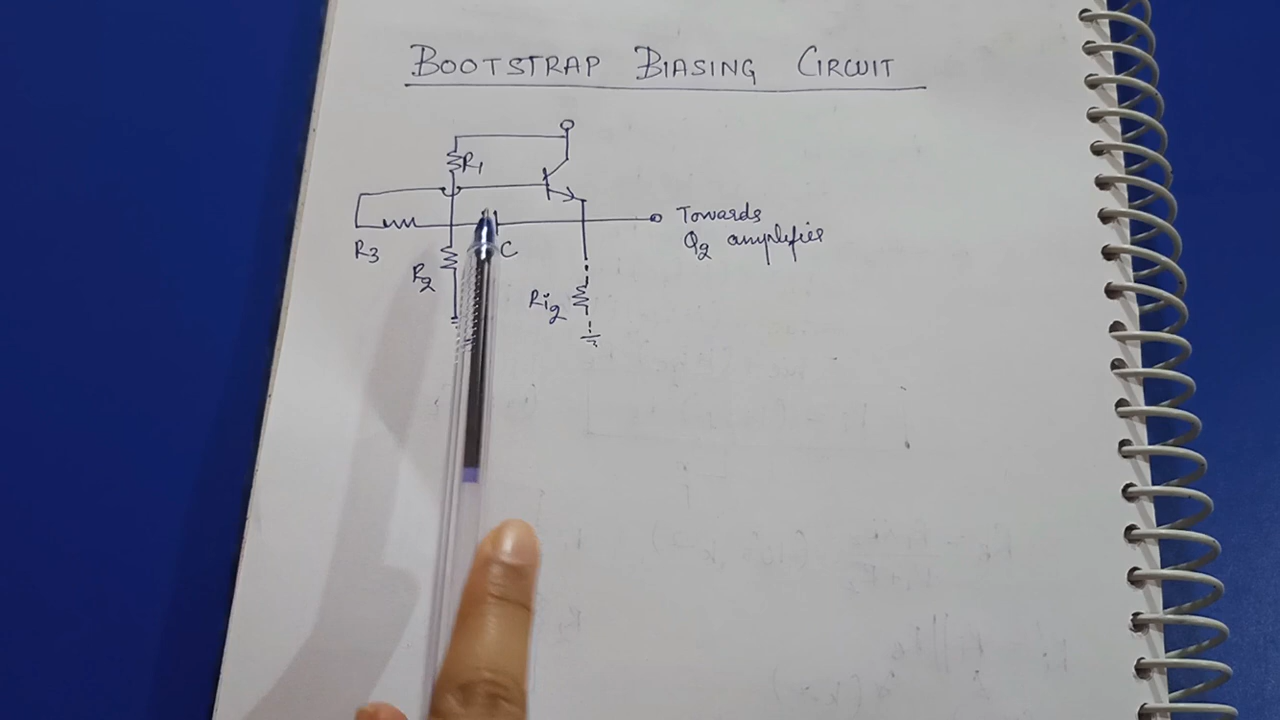 BOOTSTRAP BIASING CIRCUIT
R1
R3
R2
C
Ri2
Towards
Q2 amplifier